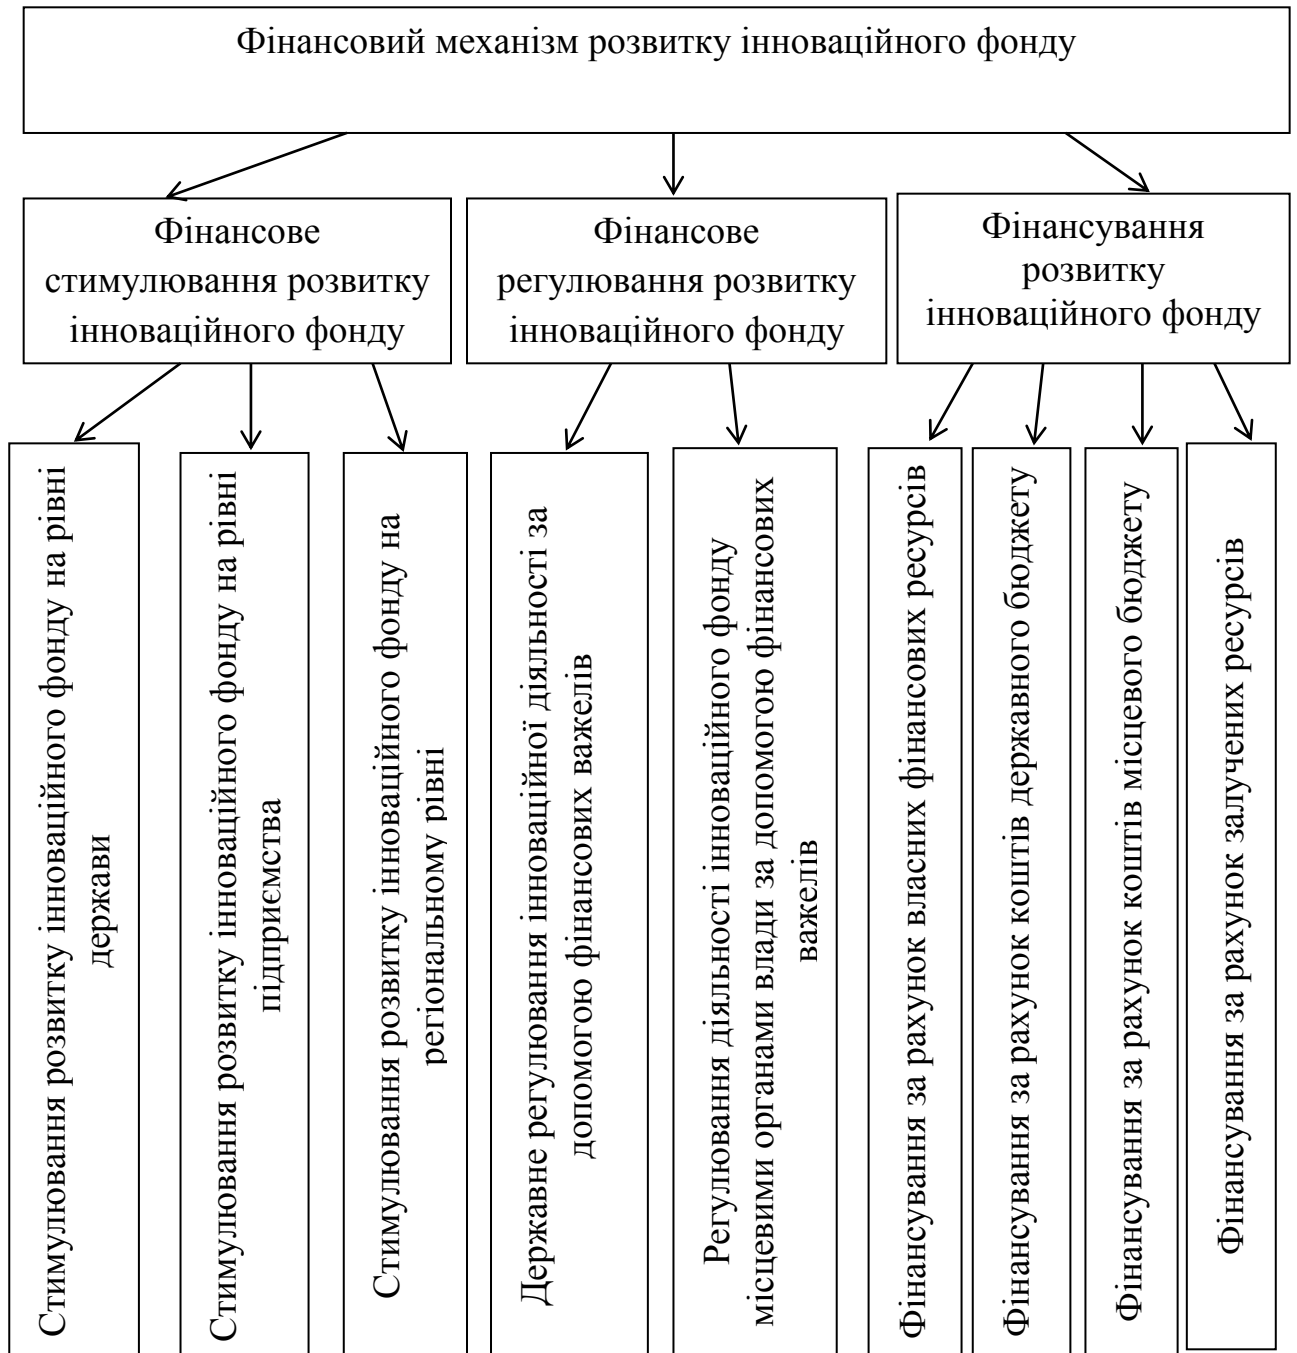 Фінансовий механізм розвитку інноваційного фонду
Фінансове
стимулювання розвитку
інноваційного фонду
Фінансове
регулювання розвитку
інноваційного фонду
Фінансування
розвитку
інноваційного фонду
Стимулювання розвитку інноваційного фонду на рівні
держави
Стимулювання розвитку інноваційного фонду на рівні
підприємства
Стимулювання розвитку інноваційного фонду на
регіональному рівні
Державне регулювання інноваційної діяльності за
допомогою фінансових важелів
Регулювання діяльності інноваційного фонду
місцевими органами влади за допомогою фінансових
важелів
Фінансування за рахунок власних фінансових ресурсів
Фінансування за рахунок коштів державного бюджету
Фінансування за рахунок коштів місцевого бюджету
Фінансування за рахунок залучених ресурсів